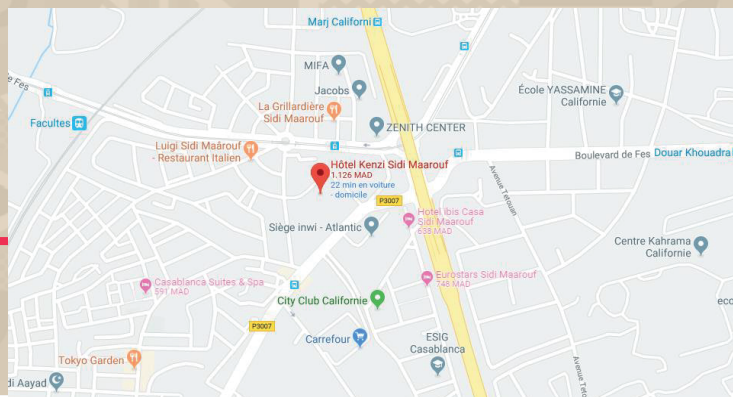 Marj Californi
MIFA
Jacobs
École YASSAMINE
Californie
e Fes
La Grillardière
Sidi Maarouf
Facultes
ZENITH CENTER
Luigi Sidi Maârouf
- Restaurant Italien
Boulevard de Fes
Douar Khouadra
Hôtel Kenzi Sidi Maarouf
1.126 MAD
22 min en voiture
- domicile
Avenue Tetouan
P3007
Hotel ibis Casa
Sidi Maarouf
638 MAD
Siège inwi - Atlantic
Centre Kahrama
Californie
Casablanca Suites & Spa
591 MAD
Eurostars Sidi Maarouf
748 MAD
City Club Californie
eco
P3007
Carrefour
ESIG
Casablanca
Tokyo Garden
Avenue Tetouan
di Aayad